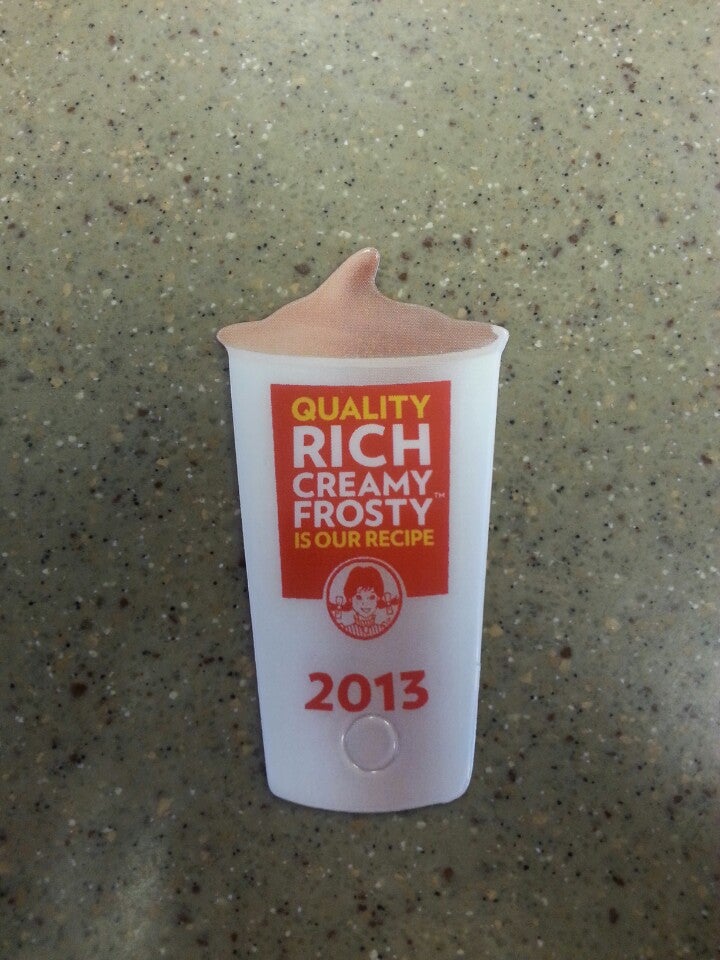 QUALITY
RICH
CREAMY
FROSTY™
IS OUR RECIPE
2013